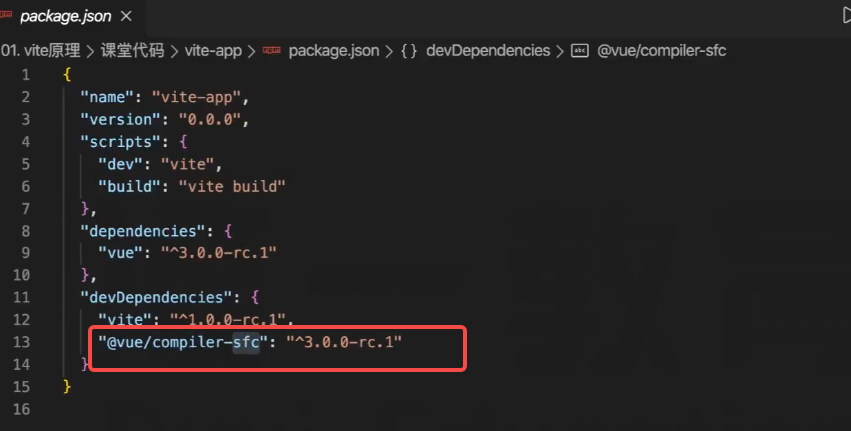 package.json ×
01. vite原理 > 课堂代码 > vite-app > package.json > {} devDependencies > abc @vue/compiler-sfc
1 {
2 "name": "vite-app",
3 "version": "0.0.0",
4 "scripts": {
5 "dev": "vite",
6 "build": "vite build"
7 },
8 "dependencies": {
9 "vue": "^3.0.0-rc.1"
10 },
11 "devDependencies": {
12 "vite": "^1.0.0-rc.1",
13 "@vue/compiler-sfc": "^3.0.0-rc.1"
14 }
15 }
16